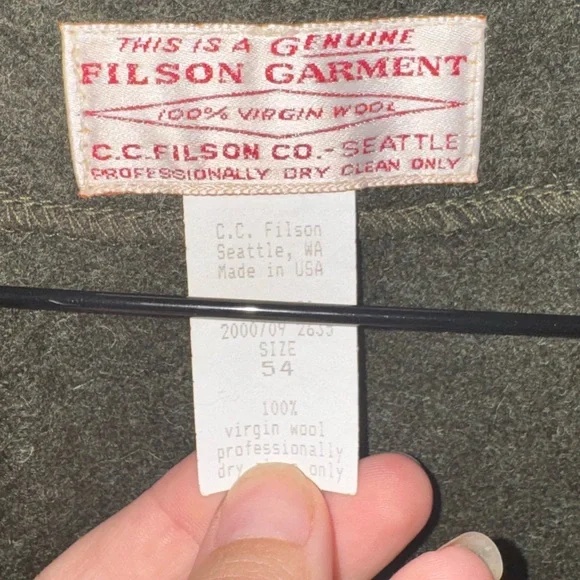 THIS IS A GENUINE
FILSON GARMENT
100% VIRGIN WOOL
C.C. FILSON CO. - SEATTLE
PROFESSIONALLY DRY CLEAN ONLY
C.C. Filson
Seattle, WA
Made in USA
2000/09 2635
SIZE
54
100%
virgin wool
professionally
dry only